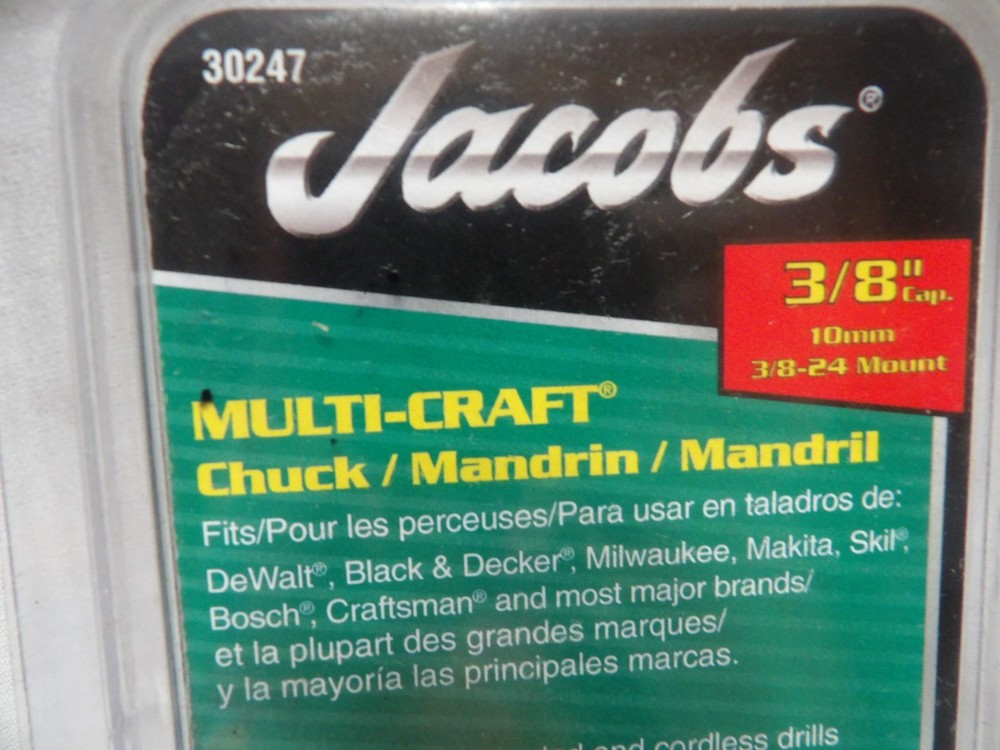 30247
Jacobs®
3/8" Cap.
10mm
3/8-24 Mount
MULTI-CRAFT®
Chuck / Mandrin / Mandril
Fits/Pour les perceuses/Para usar en taladros de:
DeWalt®, Black & Decker®, Milwaukee, Makita, Skil®,
Bosch®, Craftsman® and most major brands/
et la plupart des grandes marques/
y la mayoría las principales marcas.
and cordless drills